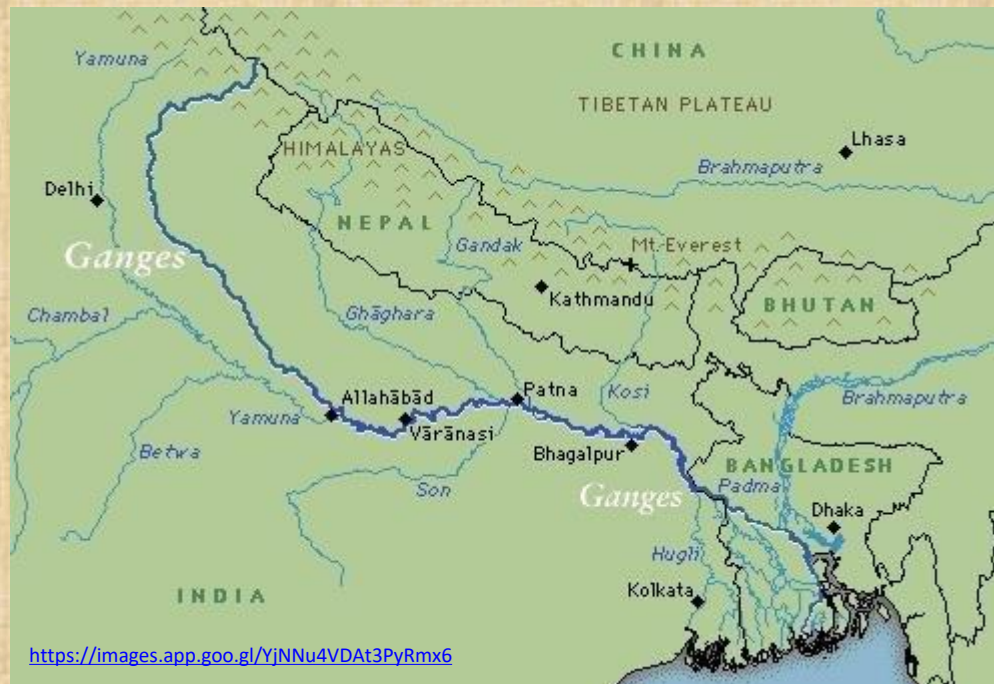 CHINA
Yamuna
TIBETAN PLATEAU
Lhasa
HIMALAYAS
Brahmaputra
Delhi
NEPAL
Gandak
Mt. Everest
Ganges
Kathmandu
BHUTAN
Chambal
Ghāghara
Allahābād
Patna
Kosi
Brahmaputra
Yamuna
Vārānasi
Betwa
Bhagalpur
BANGLADESH
Son
Ganges
Padma
Dhaka
Hugli
Kolkata
INDIA
https://images.app.goo.gl/YjNNu4VDAt3PyRmx6